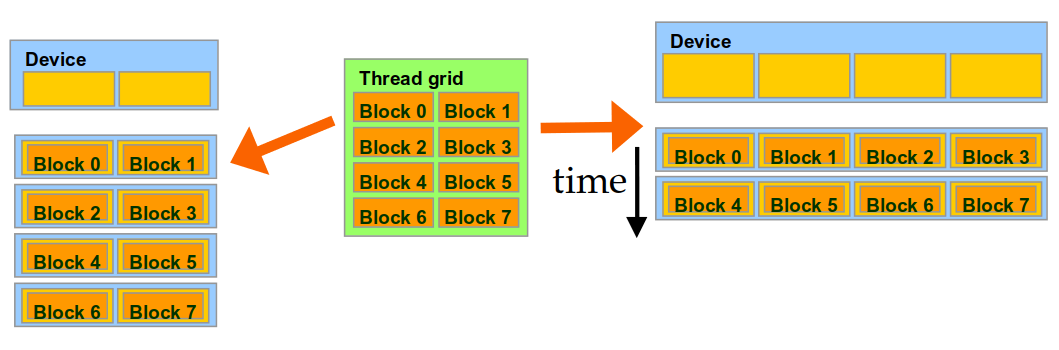 Device
Block 0 Block 1
Block 2 Block 3
Block 4 Block 5
Block 6 Block 7
Thread grid
Block 0 Block 1
Block 2 Block 3
Block 4 Block 5
Block 6 Block 7
time
Device
Block 0 Block 1 Block 2 Block 3
Block 4 Block 5 Block 6 Block 7